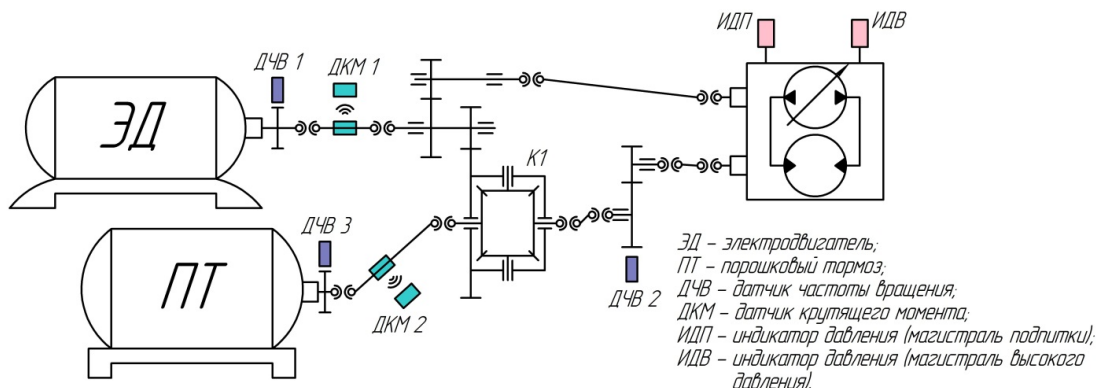 ИДП ИДВ
ДЧВ 1 ДКМ 1
ЭД
К1
ДЧВ 3
ПТ
ДКМ 2
ДЧВ 2
ЭД – электродвигатель;
ПТ – порошковый тормоз;
ДЧВ – датчик частоты вращения;
ДКМ – датчик крутящего момента;
ИДП – индикатор давления (магистраль подпитки);
ИДВ – индикатор давления (магистраль высокого
давления).